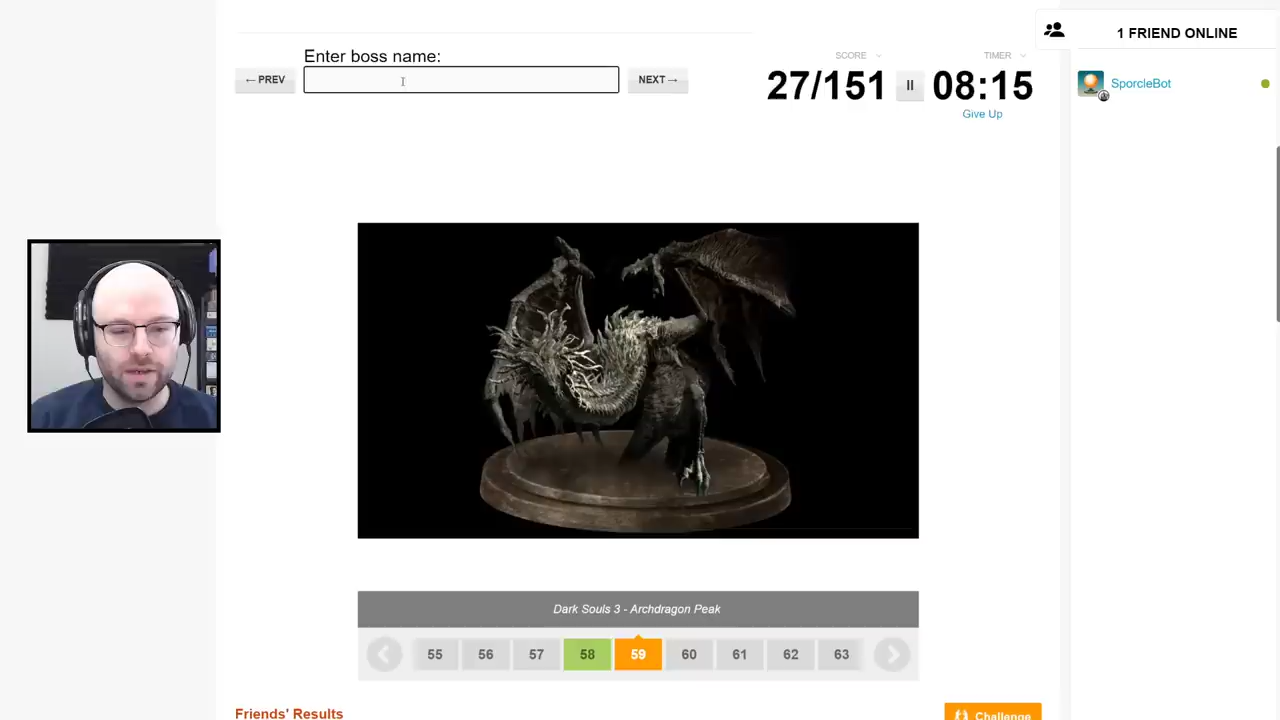 1 FRIEND ONLINE
Enter boss name:
SCORE
TIMER
←PREV
NEXT→
27/151
08:15
SporcleBot
Give Up
Dark Souls 3 - Archdragon Peak
55 56 57 58 59 60 61 62 63
Friends' Results
Challenge